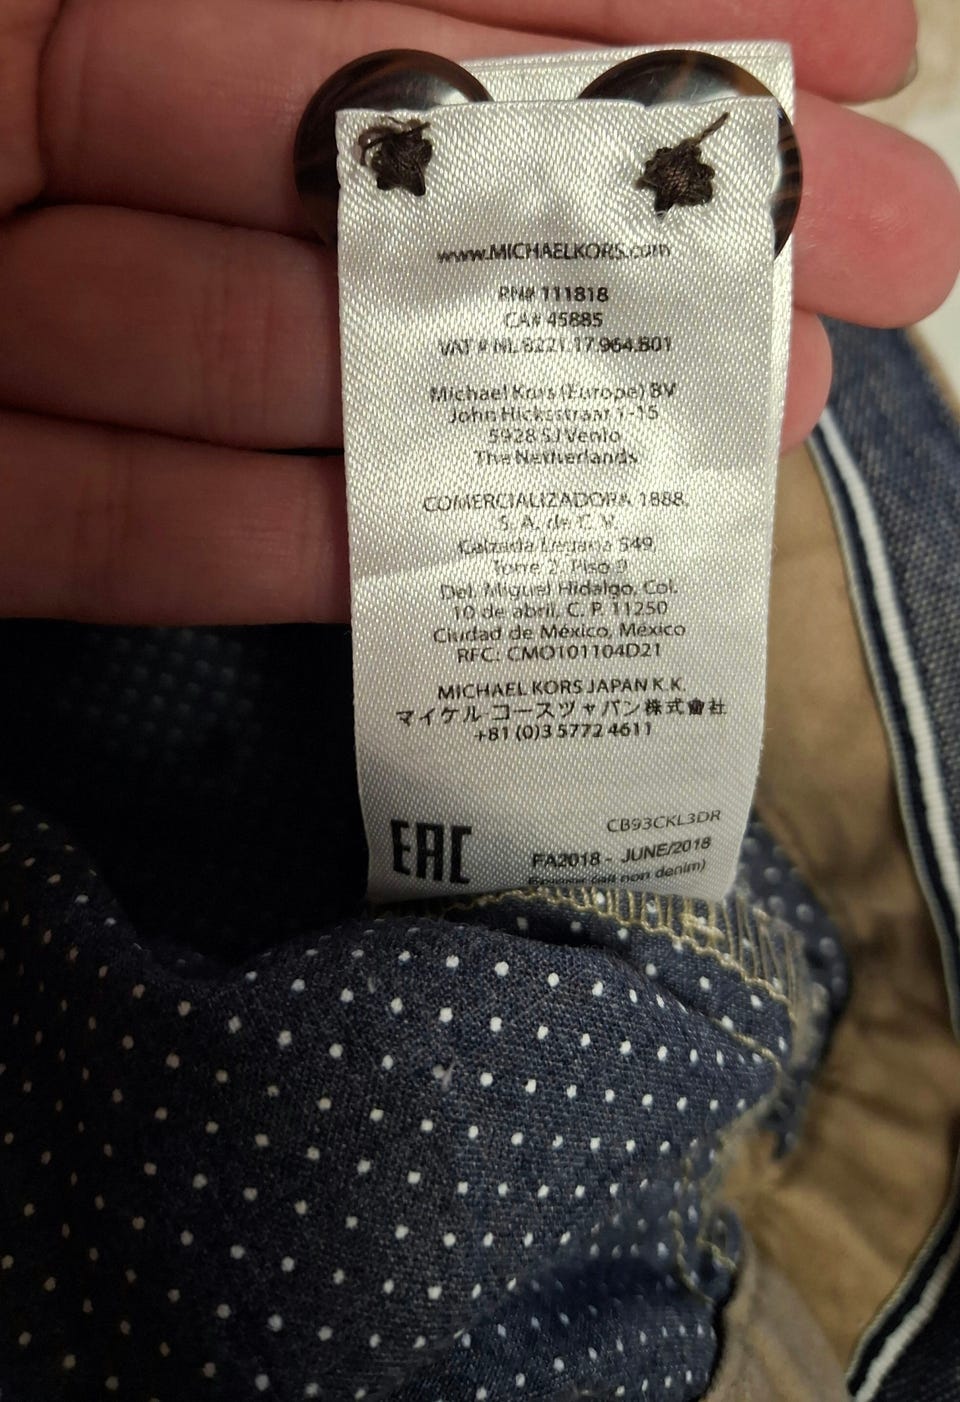 www.MICHAELKORS.com
RN# 111818
CA# 45885
VAT # NL 8221.17.964.B01
Michael Kors (Europe) BV
John Hicksstraat 1-15
5928 SJ Venlo
The Netherlands
COMERCIALIZADORA 1888,
S. A. de C. V.
Calzada Legaria 549,
Torre 2, Piso 9
Del. Miguel Hidalgo, Col.
10 de abril, C. P. 11250
Ciudad de México, México
RFC: CMO101104D21
MICHAEL KORS JAPAN K.K.
マイケル・コースジャパン株式會社
+81 (0)3 5772 4611
EAC
CB93CKL3DR
FA2018 - JUNE/2018
non denim)